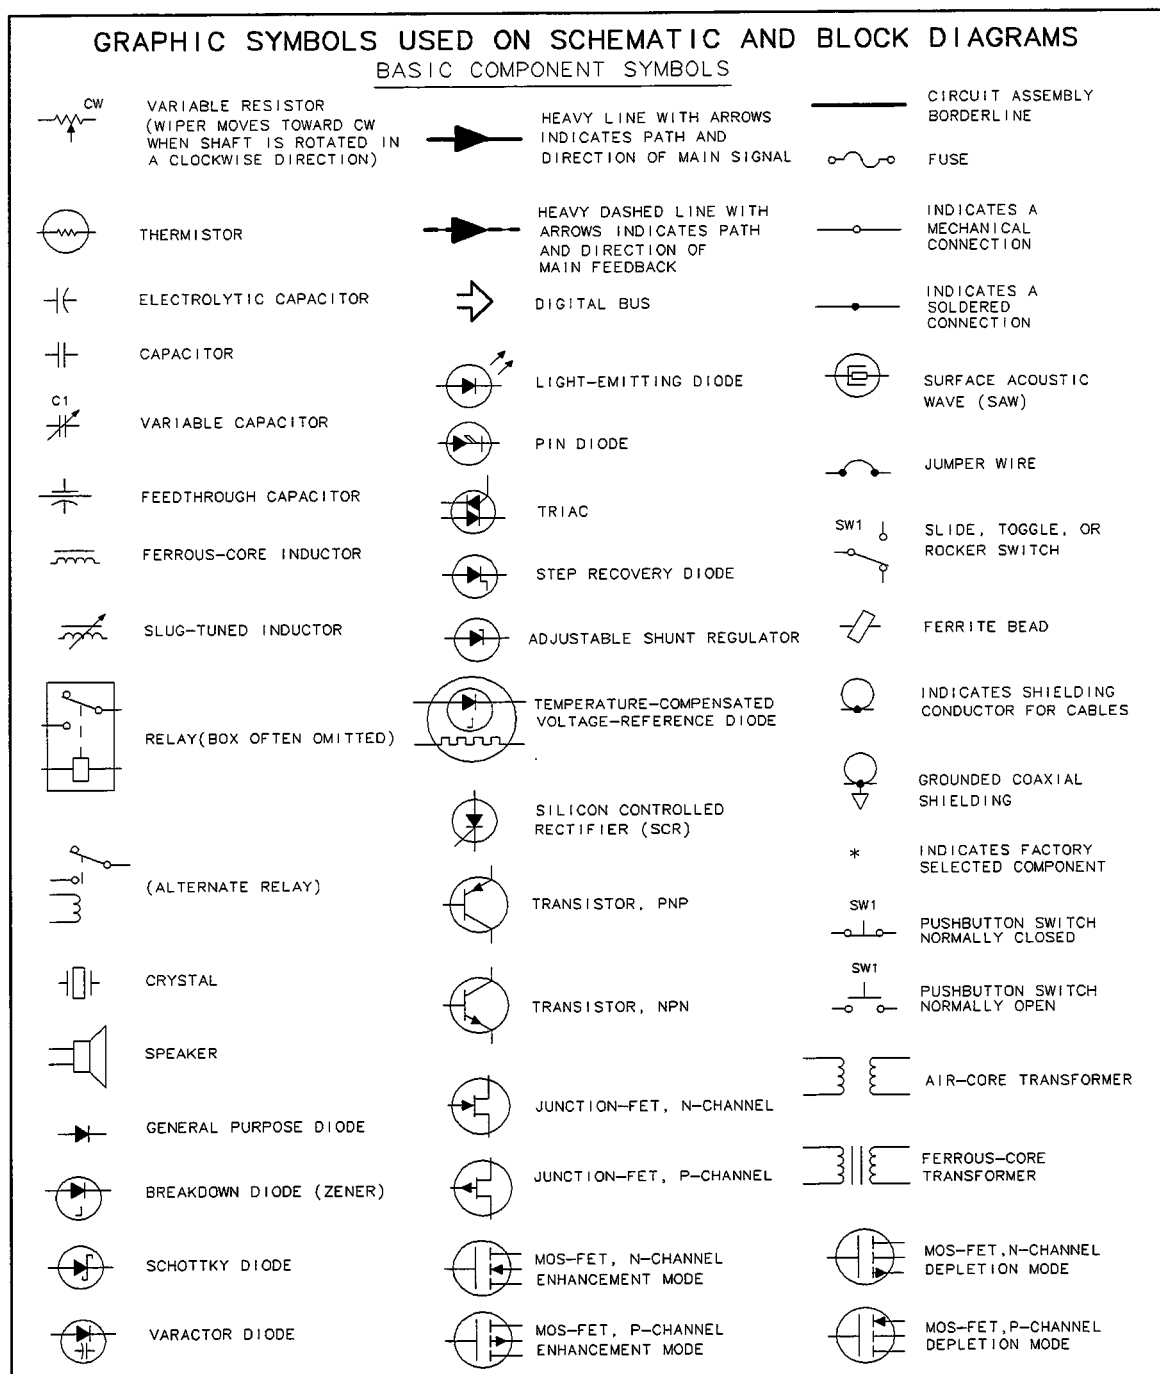 GRAPHIC SYMBOLS USED ON SCHEMATIC AND BLOCK DIAGRAMS
BASIC COMPONENT SYMBOLS
CW
VARIABLE RESISTOR
(WIPER MOVES TOWARD CW
WHEN SHAFT IS ROTATED IN
A CLOCKWISE DIRECTION)
THERMISTOR
ELECTROLYTIC CAPACITOR
CAPACITOR
C1
VARIABLE CAPACITOR
FEEDTHROUGH CAPACITOR
FERROUS-CORE INDUCTOR
SLUG-TUNED INDUCTOR
RELAY(BOX OFTEN OMITTED)
(ALTERNATE RELAY)
CRYSTAL
SPEAKER
GENERAL PURPOSE DIODE
BREAKDOWN DIODE (ZENER)
SCHOTTKY DIODE
VARACTOR DIODE
HEAVY LINE WITH ARROWS
INDICATES PATH AND
DIRECTION OF MAIN SIGNAL
HEAVY DASHED LINE WITH
ARROWS INDICATES PATH
AND DIRECTION OF
MAIN FEEDBACK
DIGITAL BUS
LIGHT-EMITTING DIODE
PIN DIODE
TRIAC
STEP RECOVERY DIODE
ADJUSTABLE SHUNT REGULATOR
TEMPERATURE-COMPENSATED
VOLTAGE-REFERENCE DIODE
SILICON CONTROLLED
RECTIFIER (SCR)
TRANSISTOR, PNP
TRANSISTOR, NPN
JUNCTION-FET, N-CHANNEL
JUNCTION-FET, P-CHANNEL
MOS-FET, N-CHANNEL
ENHANCEMENT MODE
MOS-FET, P-CHANNEL
ENHANCEMENT MODE
CIRCUIT ASSEMBLY
BORDERLINE
FUSE
INDICATES A
MECHANICAL
CONNECTION
INDICATES A
SOLDERED
CONNECTION
SURFACE ACOUSTIC
WAVE (SAW)
JUMPER WIRE
SW1
SLIDE, TOGGLE, OR
ROCKER SWITCH
FERRITE BEAD
INDICATES SHIELDING
CONDUCTOR FOR CABLES
GROUNDED COAXIAL
SHIELDING
*
INDICATES FACTORY
SELECTED COMPONENT
SW1
PUSHBUTTON SWITCH
NORMALLY CLOSED
SW1
PUSHBUTTON SWITCH
NORMALLY OPEN
AIR-CORE TRANSFORMER
FERROUS-CORE
TRANSFORMER
MOS-FET,N-CHANNEL
DEPLETION MODE
MOS-FET,P-CHANNEL
DEPLETION MODE